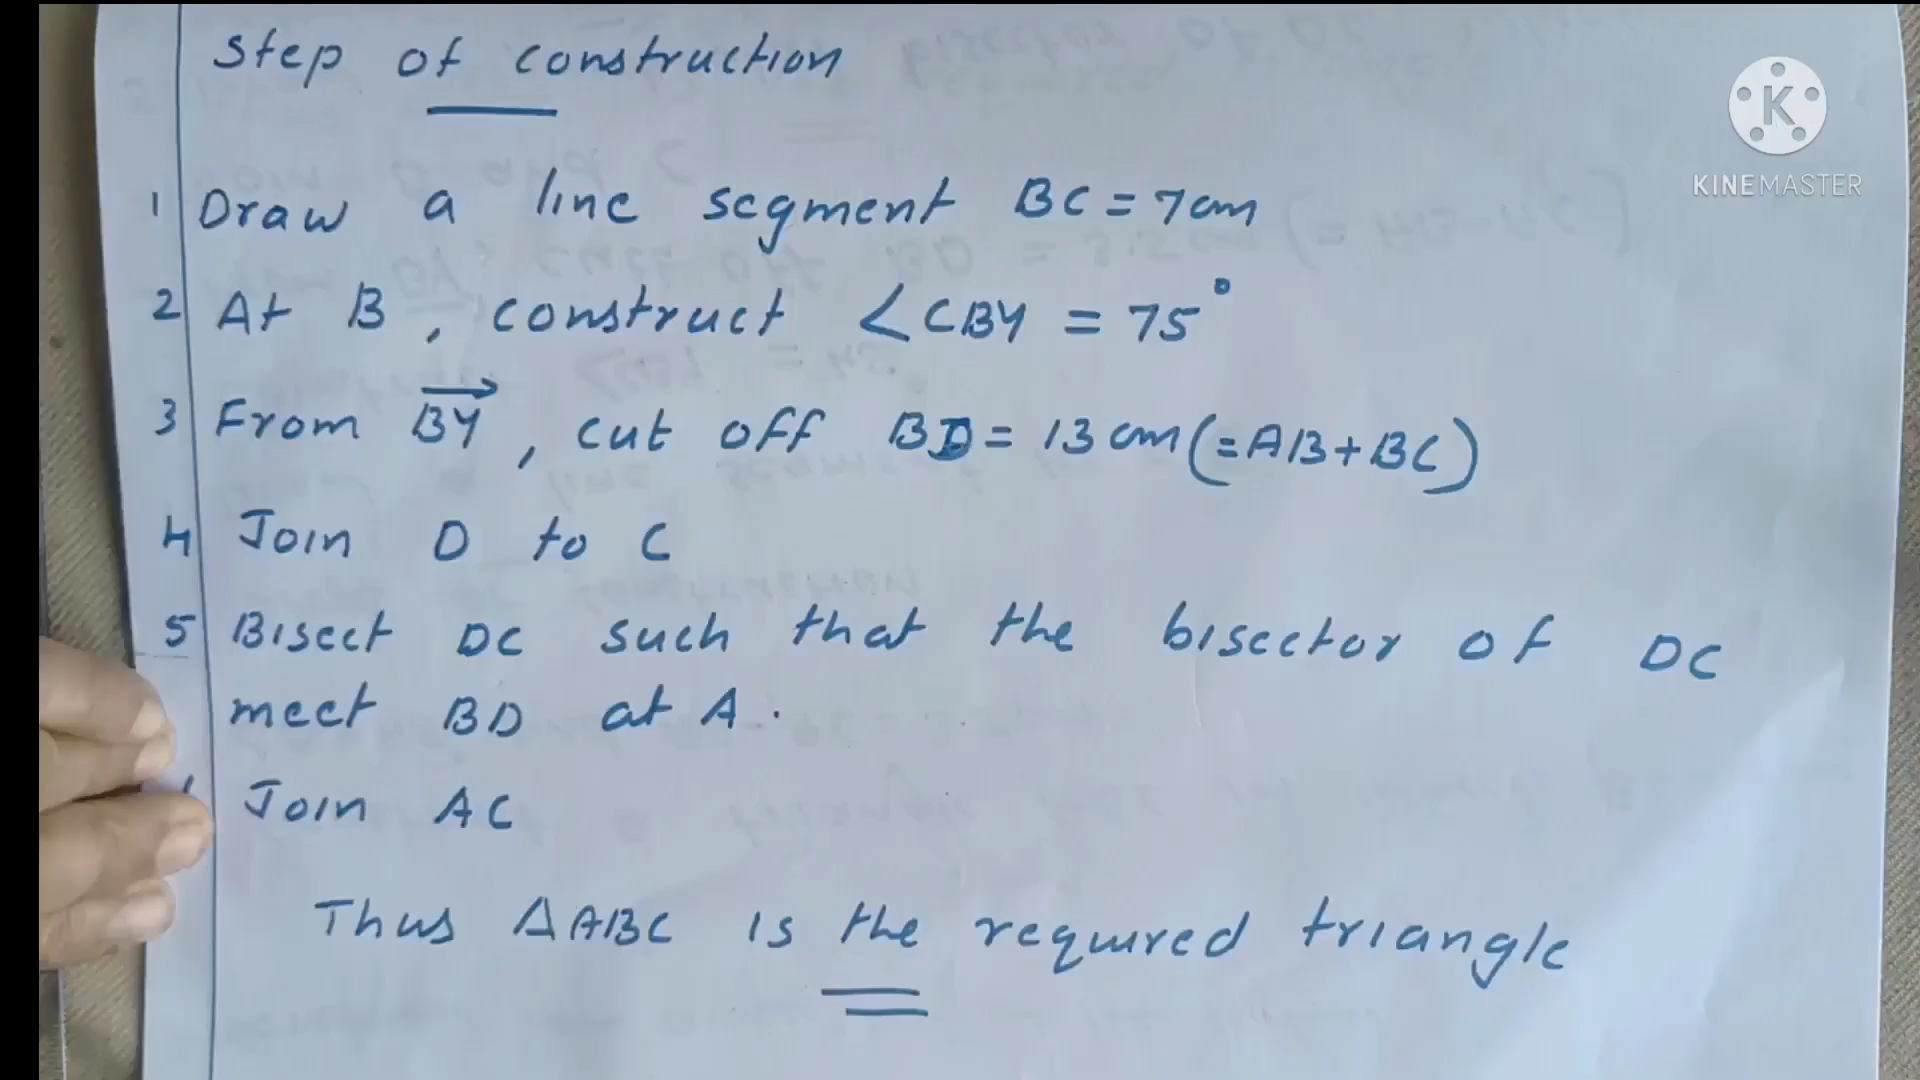 Step of construction
K
KINEMASTER
1 Draw a line segment BC = 7cm
2 At B, construct ∠CBY = 75°
3 From BY, cut off BD = 13 cm (= AB + BC)
4 Join D to C
5 Bisect DC such that the bisector of DC
meet BD at A.
Join AC
Thus ΔABC is the required triangle